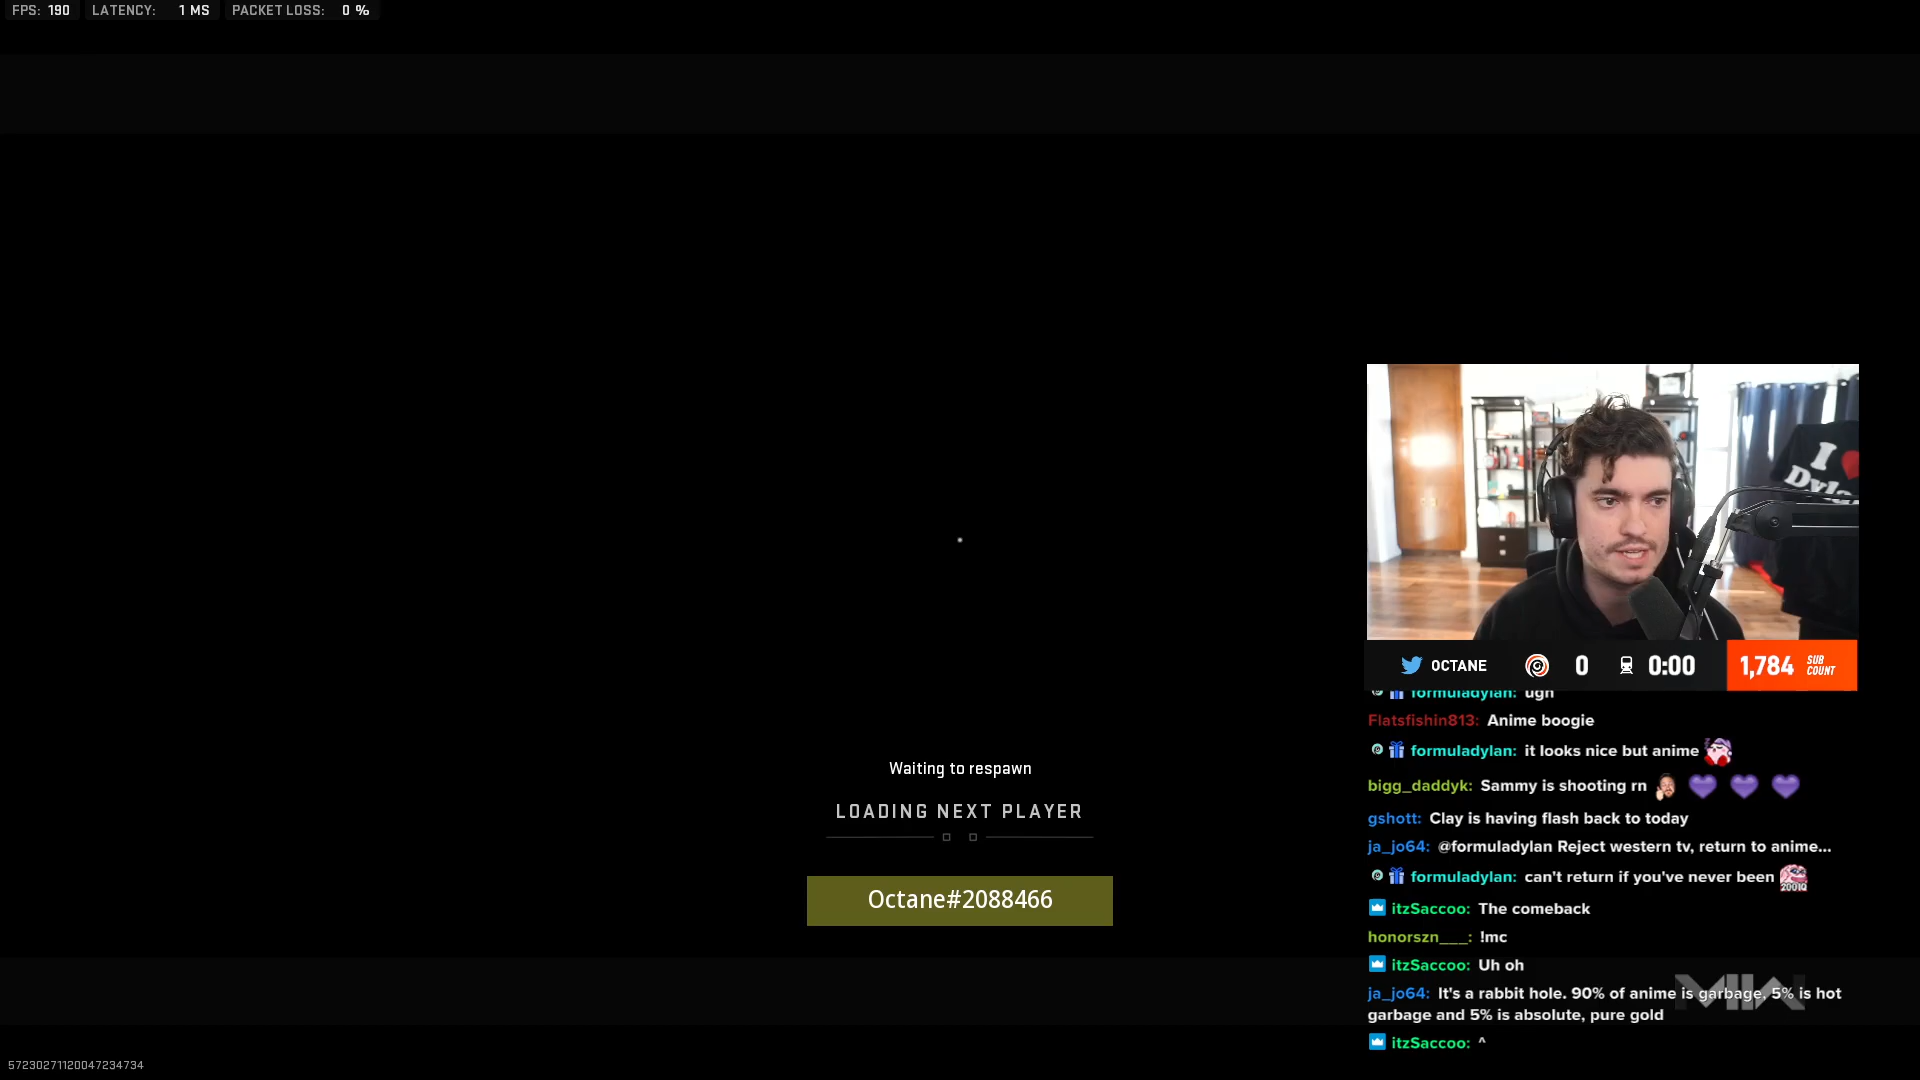 FPS: 190 LATENCY: 1 MS PACKET LOSS: 0 %
I
Waiting to respawn
LOADING NEXT PLAYER
Octane#2088466
OCTANE 0 0:00 1,784 SUB COUNT
formuladylan: ugh
Flatsfishin813: Anime boogie
formuladylan: it looks nice but anime
bigg_daddyk: Sammy is shooting rn
gshott: Clay is having flash back to today
ja_jo64: @formuladylan Reject western tv, return to anime...
formuladylan: can't return if you've never been 200IQ
itzSaccoo: The comeback
honorszn___: !mc
itzSaccoo: Uh oh
ja_jo64: It's a rabbit hole. 90% of anime is garbage, 5% is hot
garbage and 5% is absolute, pure gold
itzSaccoo: ^
57230271120047234734